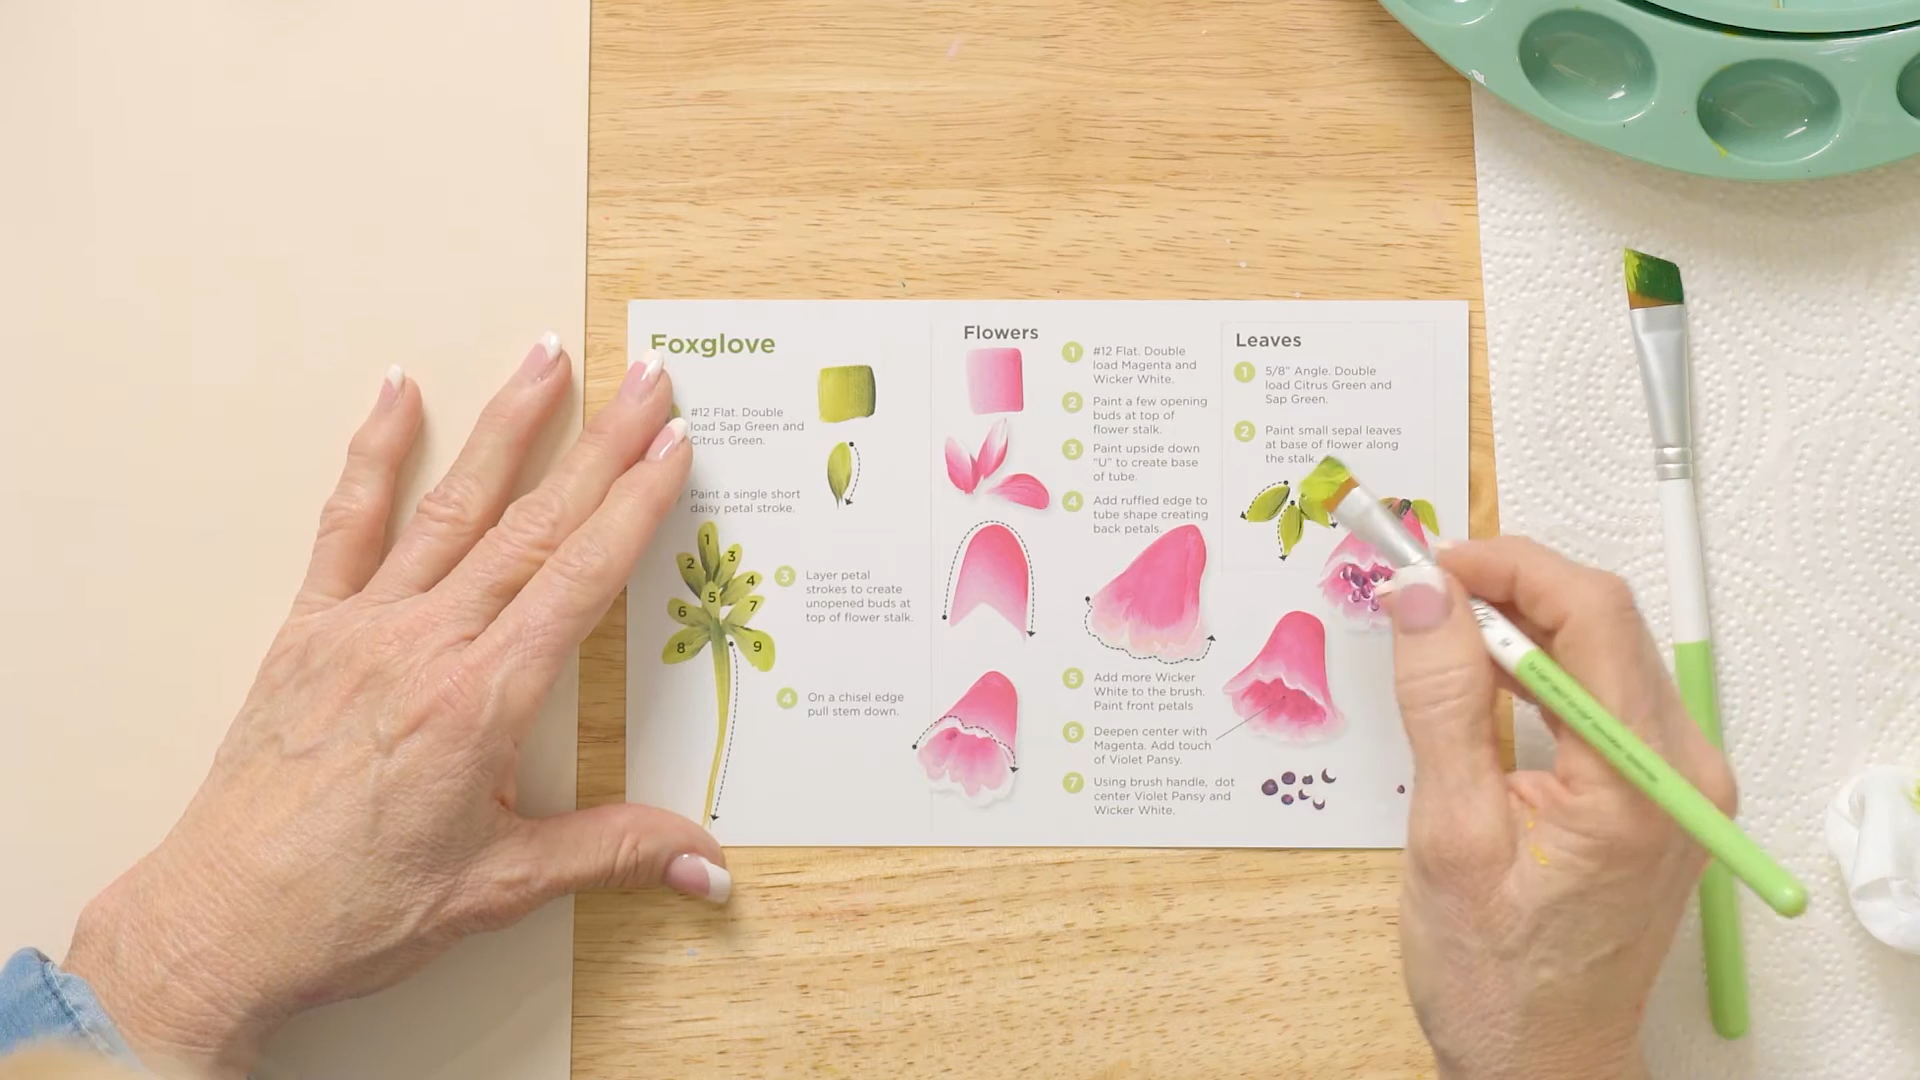 Foxglove
#12 Flat. Double
load Sap Green and
Citrus Green.
Paint a single short
daisy petal stroke.
1
2
3
4
5
6
7
8
9
3
Layer petal
strokes to create
unopened buds at
top of flower stalk.
4
On a chisel edge
pull stem down.
Flowers
1
#12 Flat. Double
load Magenta and
Wicker White.
2
Paint a few opening
buds at top of
flower stalk.
3
Paint upside down
"U" to create base
of tube.
4
Add ruffled edge to
tube shape creating
back petals.
5
Add more Wicker
White to the brush.
Paint front petals
6
Deepen center with
Magenta. Add touch
of Violet Pansy.
7
Using brush handle, dot
center Violet Pansy and
Wicker White.
Leaves
1
5/8" Angle. Double
load Citrus Green and
Sap Green.
2
Paint small sepal leaves
at base of flower along
the stalk.